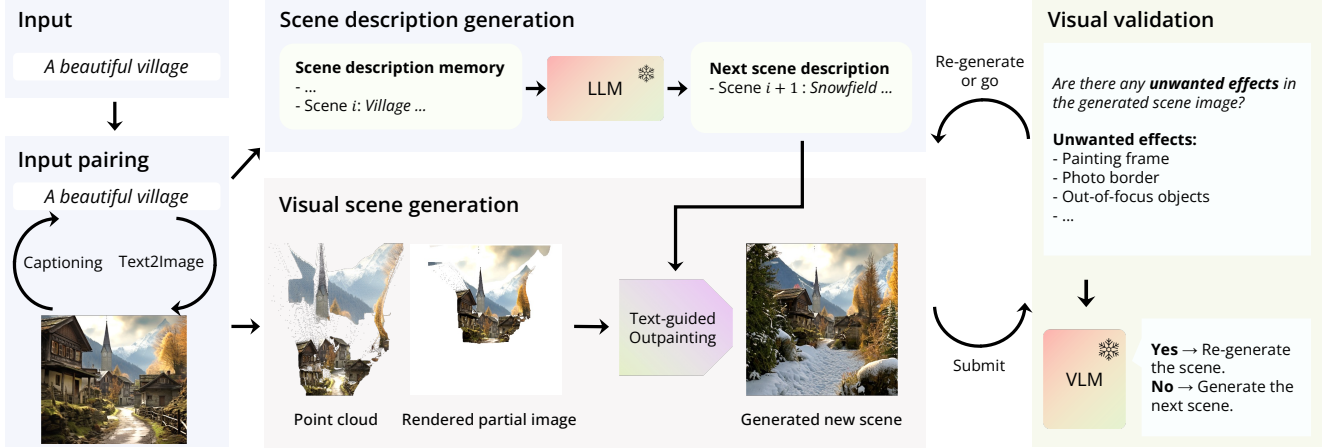 Input
A beautiful village
Input pairing
A beautiful village
Captioning
Text2Image
Scene description generation
Scene description memory
- ...
- Scene i: Village ...
LLM
Next scene description
- Scene i + 1 : Snowfield ...
Visual scene generation
Point cloud
Rendered partial image
Text-guided
Outpainting
Generated new scene
Re-generate
or go
Submit
Visual validation
Are there any unwanted effects in
the generated scene image?
Unwanted effects:
- Painting frame
- Photo border
- Out-of-focus objects
- ...
VLM
Yes → Re-generate
the scene.
No → Generate the
next scene.